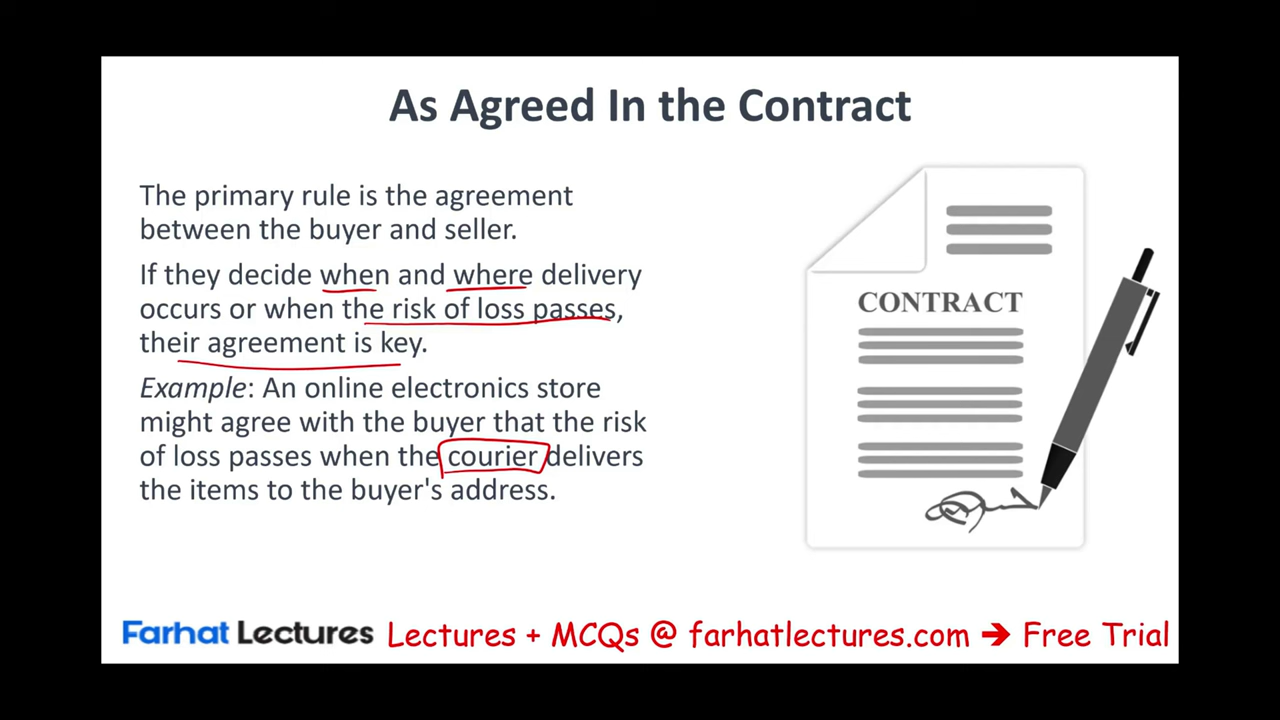 As Agreed In the Contract
The primary rule is the agreement
between the buyer and seller.
If they decide when and where delivery
occurs or when the risk of loss passes,
their agreement is key.
Example: An online electronics store
might agree with the buyer that the risk
of loss passes when the courier delivers
the items to the buyer's address.
CONTRACT
Farhat Lectures Lectures + MCQs @ farhatlectures.com → Free Trial